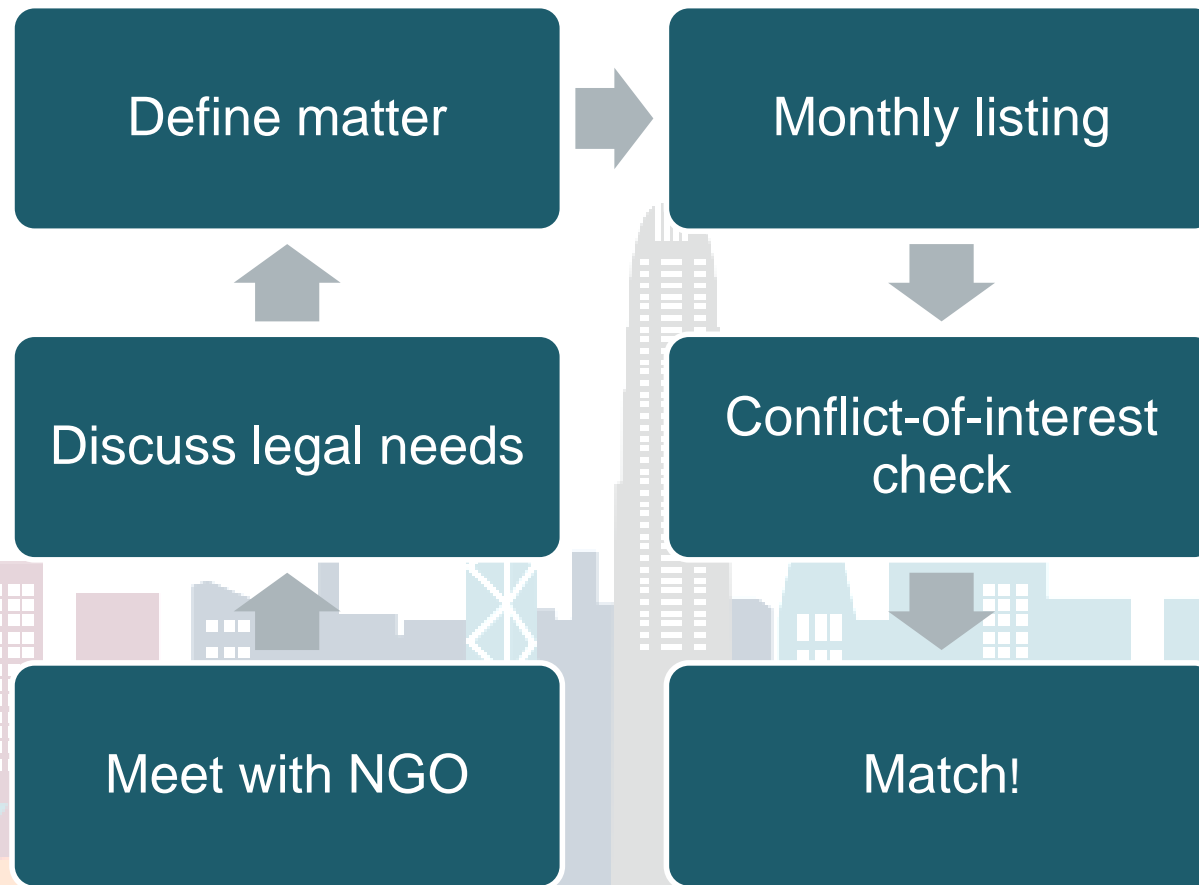 Define matter
Monthly listing
Discuss legal needs
Conflict-of-interest
check
Meet with NGO
Match!